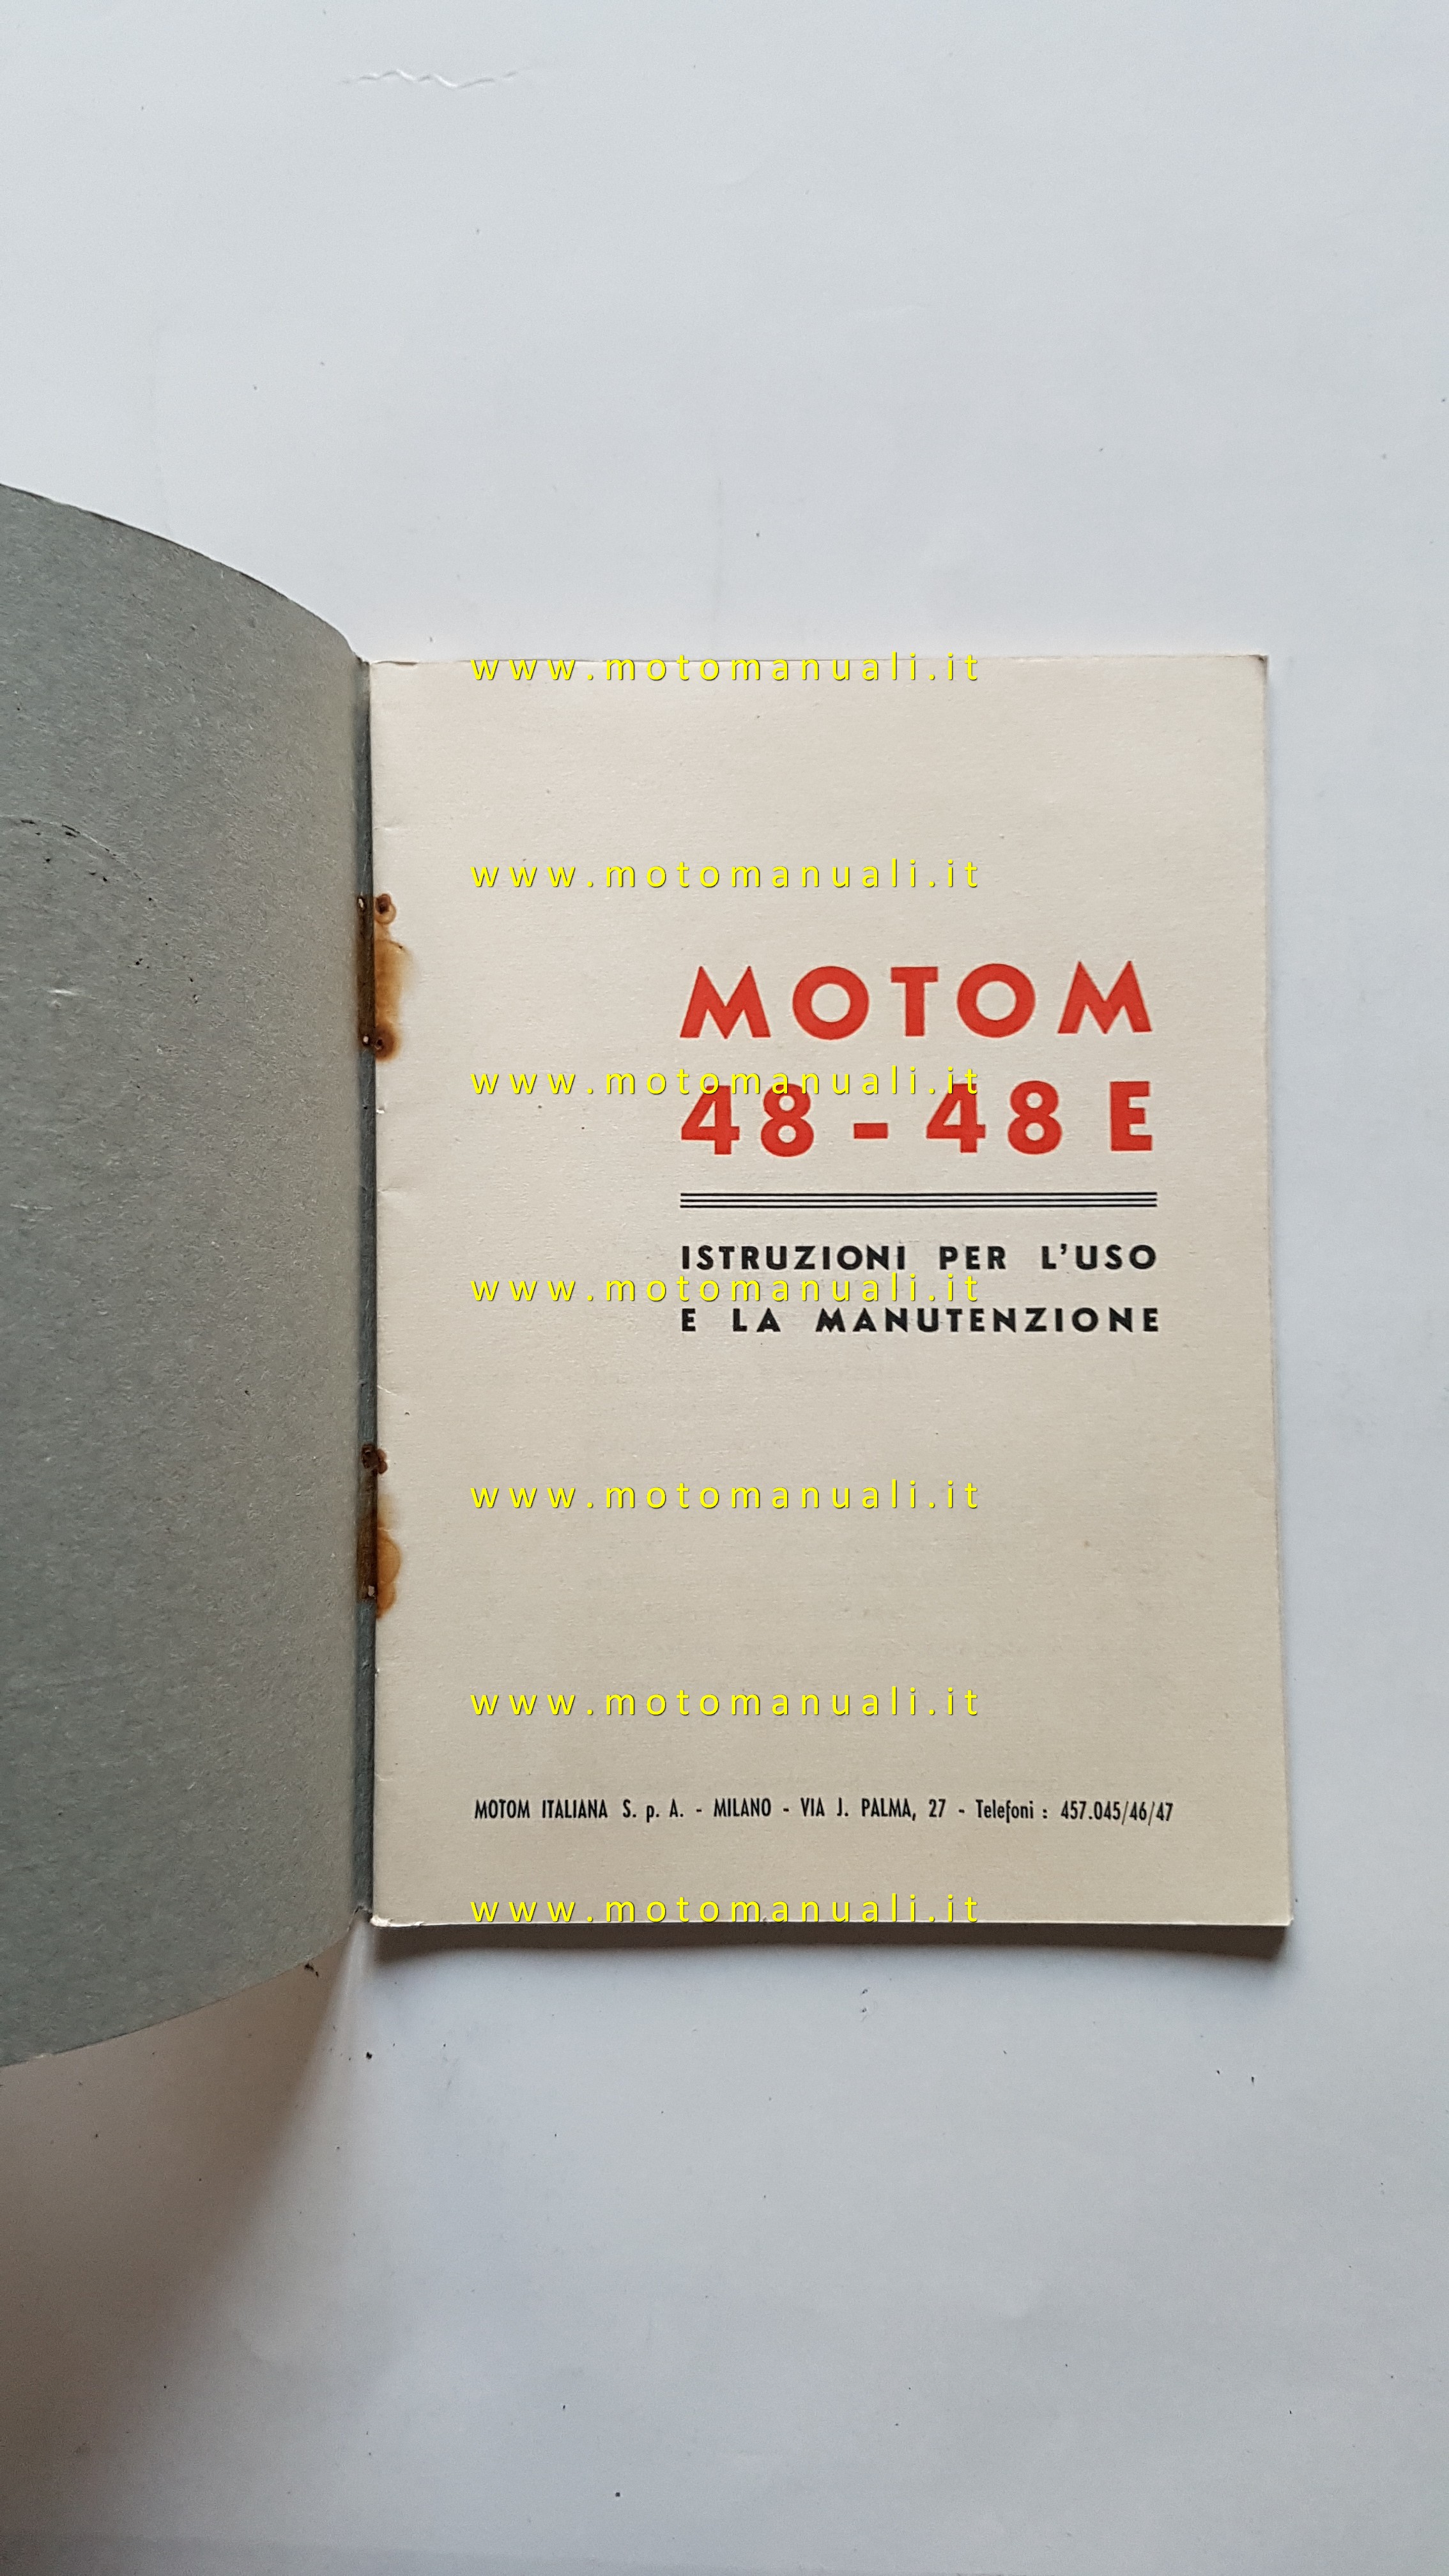 www.motomanuali.it
www.motomanuali.it
MOTOM
www.motomanuali.it
48-48 E
ISTRUZIONI PER L'USO
www.motomanuali.it
E LA MANUTENZIONE
www.motomanuali.it
www.motomanuali.it
MOTOM ITALIANA S. p. A. - MILANO - VIA J. PALMA, 27 - Telefoni : 457.045/46/47
www.motomanuali.it